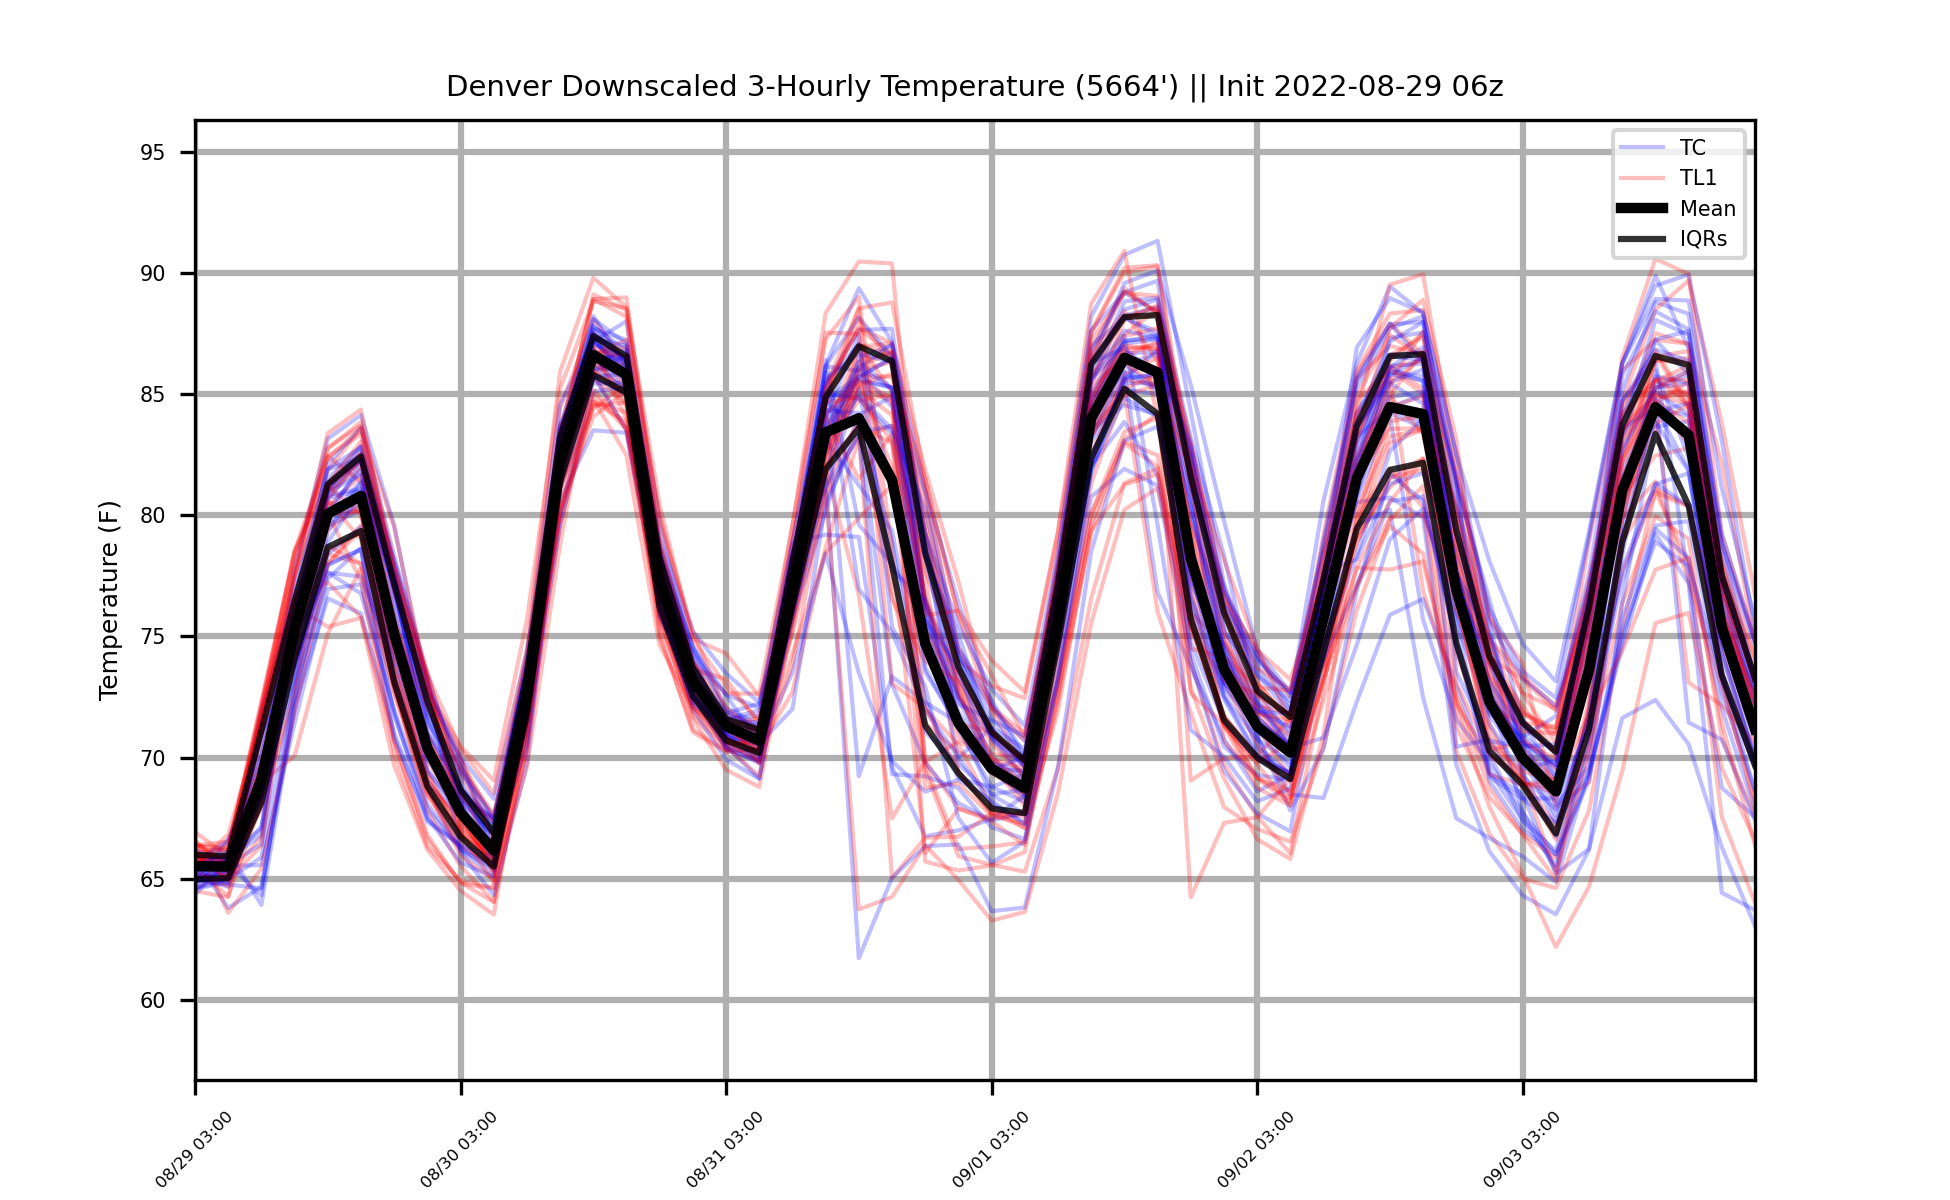 Denver Downscaled 3-Hourly Temperature (5664') || Init 2022-08-29 06z
TC
TL1
Mean
IQRs
Temperature (F)
95
90
85
80
75
70
65
60
08/29 03:00
08/30 03:00
08/31 03:00
09/01 03:00
09/02 03:00
09/03 03:00